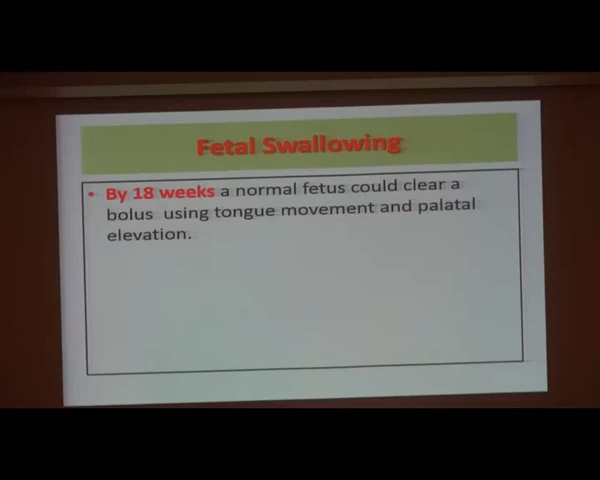 Fetal Swallowing
• By 18 weeks a normal fetus could clear a
bolus using tongue movement and palatal
elevation.